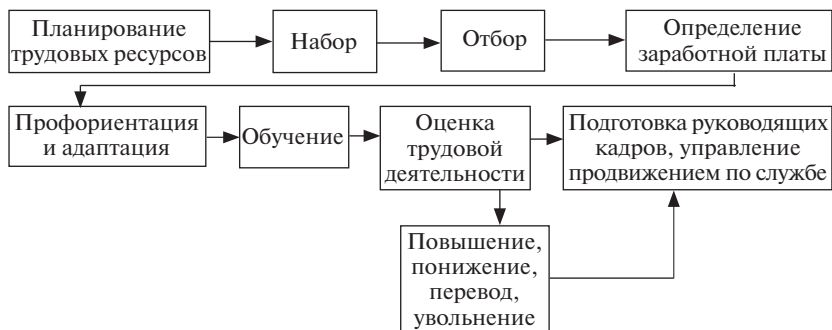 Планирование
трудовых ресурсов
Набор
Отбор
Определение
заработной платы
Профориентация
и адаптация
Обучение
Оценка
трудовой
деятельности
Подготовка руководящих
кадров, управление
продвижением по службе
Повышение,
понижение,
перевод,
увольнение